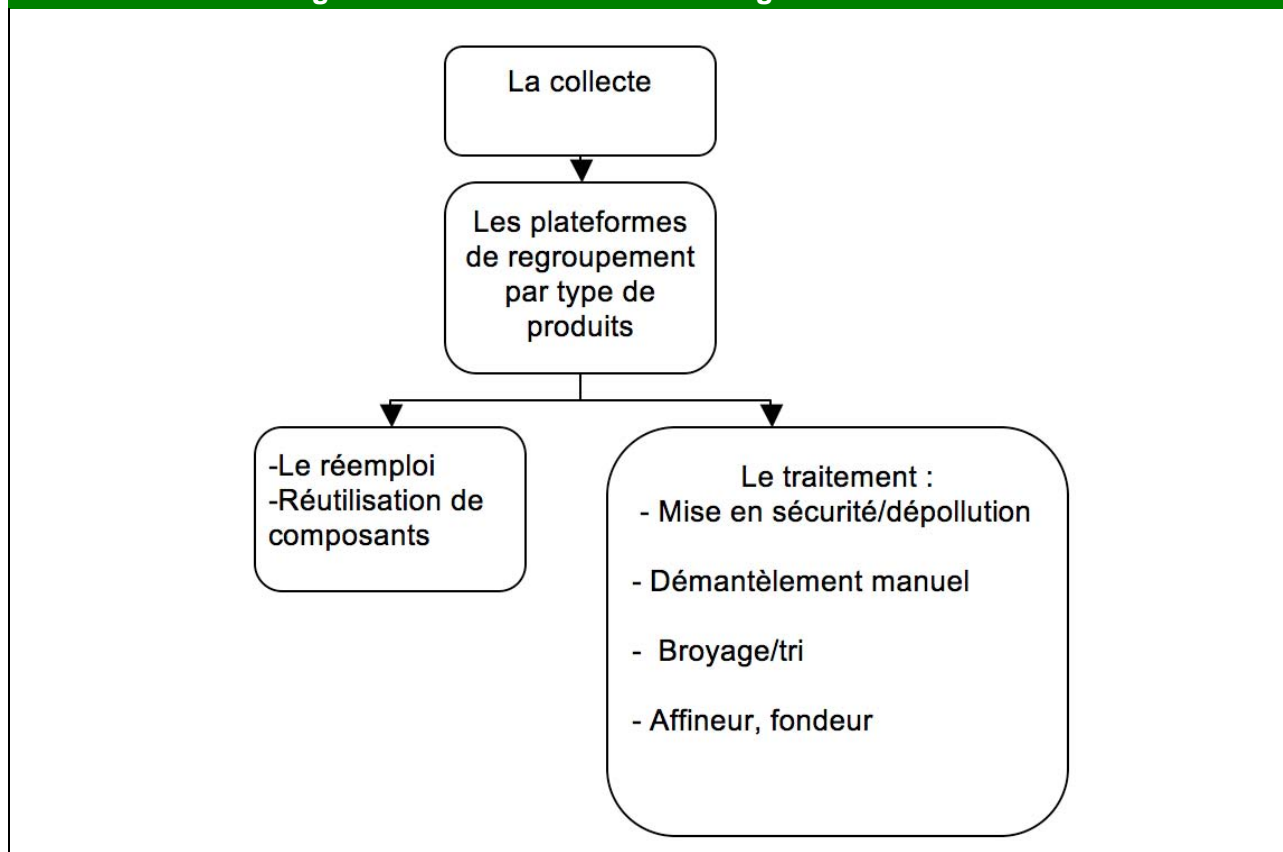 La collecte
Les plateformes
de regroupement
par type de
produits
-Le réemploi
-Réutilisation de
composants
Le traitement :
- Mise en sécurité/dépollution
- Démantèlement manuel
- Broyage/tri
- Affineur, fondeur